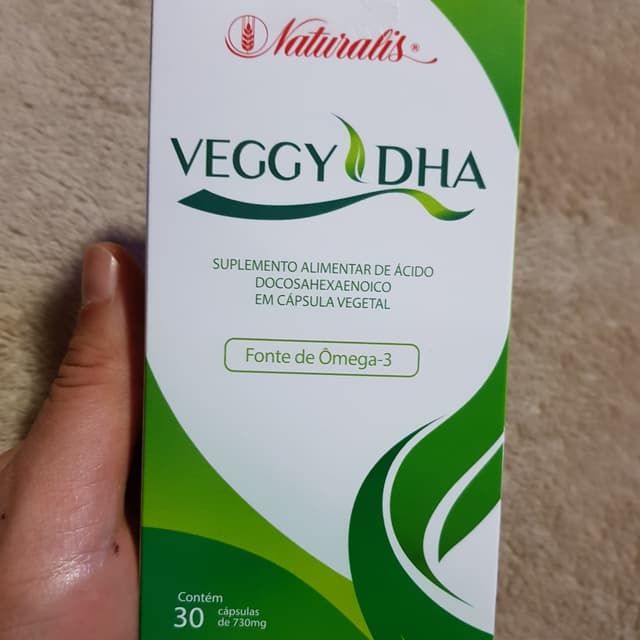 Naturalis®
VEGGY DHA
SUPLEMENTO ALIMENTAR DE ÁCIDO
DOCOSAHEXAENOICO
EM CÁPSULA VEGETAL
Fonte de Ômega-3
Contém
30 cápsulas
de 730mg